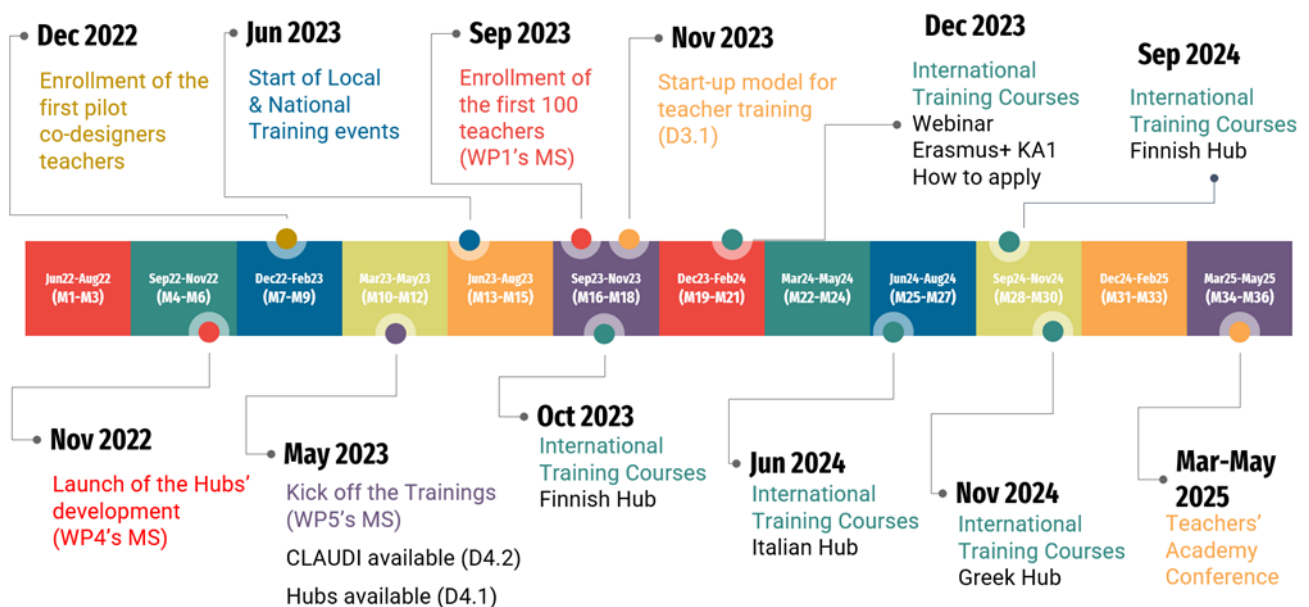 Dec 2022
Enrollment of the
first pilot
co-designers
teachers
Jun 2023
Start of Local
& National
Training events
Sep 2023
Enrollment of
the first 100
teachers
(WP1's MS)
Nov 2023
Start-up model for
teacher training
(D3.1)
Dec 2023
International
Training Courses
Webinar
Erasmus+ KA1
How to apply
Sep 2024
International
Training Courses
Finnish Hub
Jun22-Aug22
(M1-M3)
Sep22-Nov22
(M4-M6)
Dec22-Feb23
(M7-M9)
Mar23-May23
(M10-M12)
Jun23-Aug23
(M13-M15)
Sep23-Nov23
(M16-M18)
Dec23-Feb24
(M19-M21)
Mar24-May24
(M22-M24)
Jun24-Aug24
(M25-M27)
Sep24-Nov24
(M28-M30)
Dec24-Feb25
(M31-M33)
Mar25-May25
(M34-M36)
Nov 2022
Launch of the Hubs'
development
(WP4's MS)
May 2023
Kick off the Trainings
(WP5's MS)
CLAUDI available (D4.2)
Hubs available (D4.1)
Oct 2023
International
Training Courses
Finnish Hub
Jun 2024
International
Training Courses
Italian Hub
Nov 2024
International
Training Courses
Greek Hub
Mar-May
2025
Teachers'
Academy
Conference